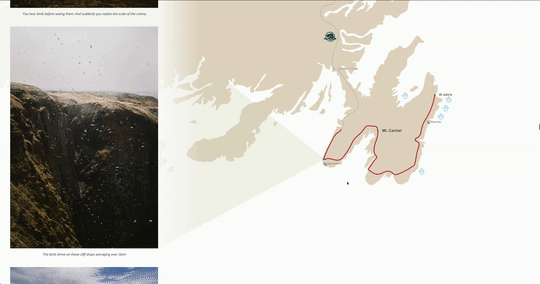 You hear birds before seeing them. And suddenly you realize the scale of the colony
St. John's
Mt. Carmel
The birds thrive on those cliff drops averaging over 100m